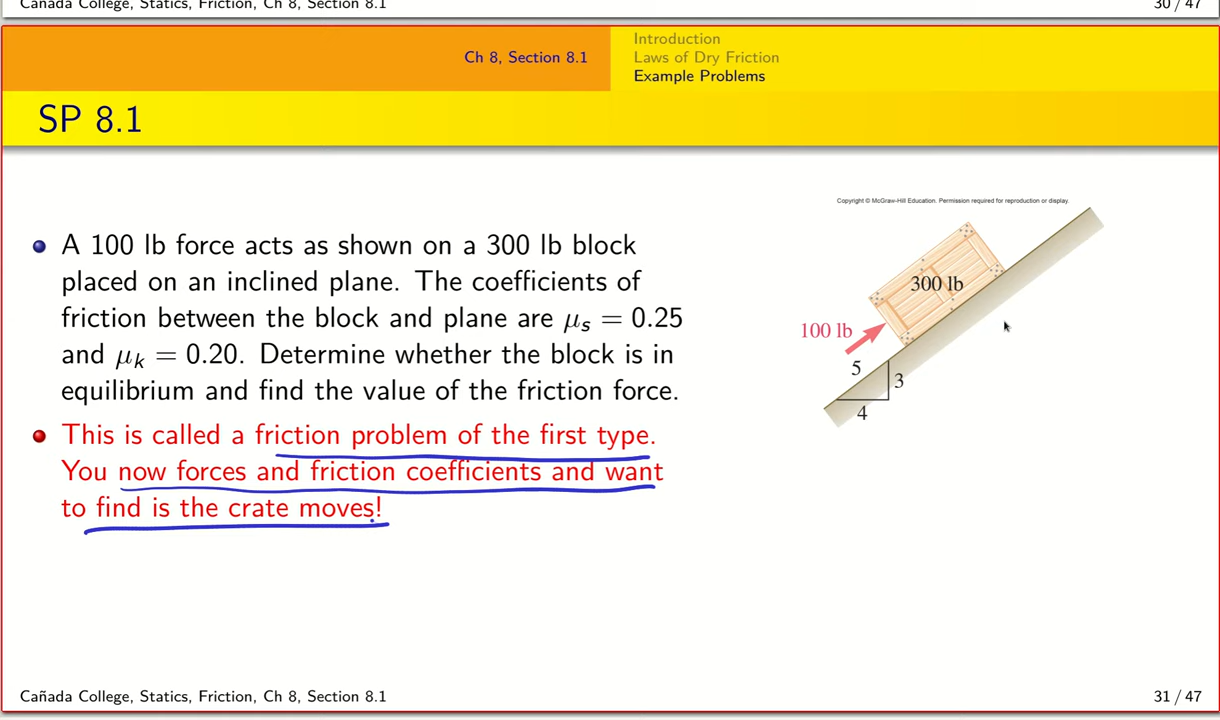 Cañada College, Statics, Friction, Ch 8, Section 8.1
30 / 47
Ch 8, Section 8.1
Introduction
Laws of Dry Friction
Example Problems
SP 8.1
A 100 lb force acts as shown on a 300 lb block
placed on an inclined plane. The coefficients of
friction between the block and plane are μs = 0.25
and μk = 0.20. Determine whether the block is in
equilibrium and find the value of the friction force.
This is called a friction problem of the first type.
You now forces and friction coefficients and want
to find is the crate moves!
Copyright © McGraw-Hill Education. Permission required for reproduction or display.
300 lb
100 lb
5
3
4
Cañada College, Statics, Friction, Ch 8, Section 8.1
31 / 47